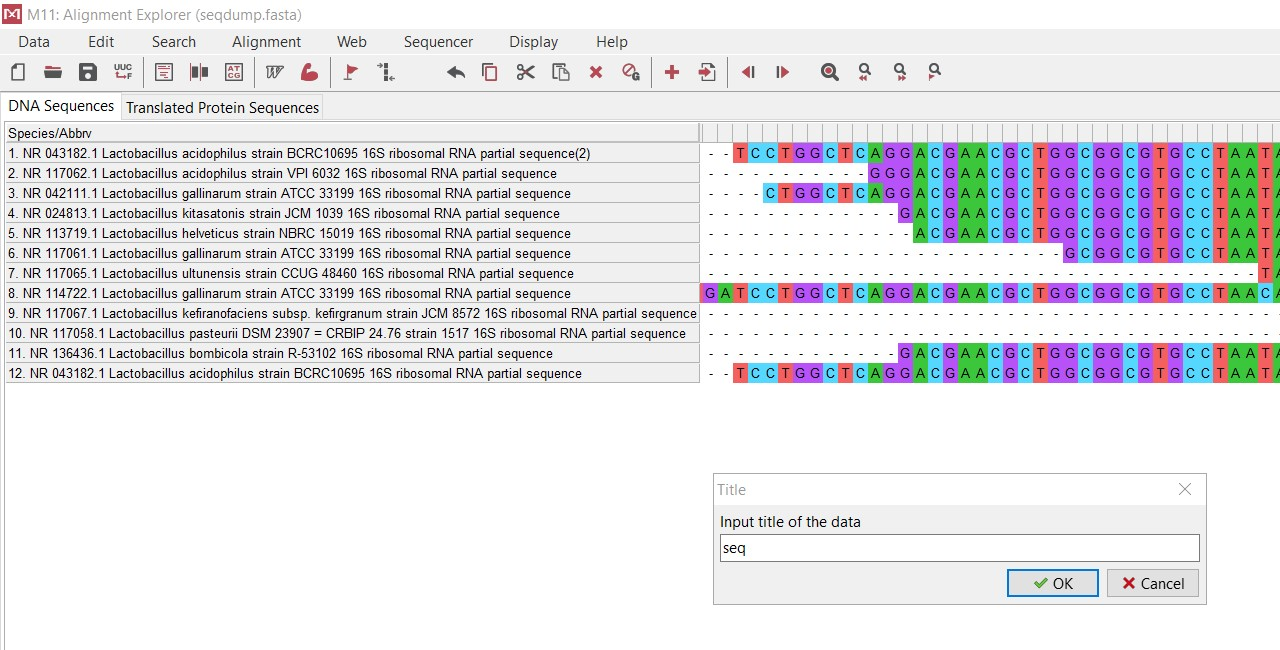 M11: Alignment Explorer (seqdump.fasta)
Data Edit Search Alignment Web Sequencer Display Help
UUC
UUF
AT
CG
W
DNA Sequences Translated Protein Sequences
Species/Abbrv
1. NR 043182.1 Lactobacillus acidophilus strain BCRC10695 16S ribosomal RNA partial sequence(2) - - T C C T G G C T C A G G A C G A A C G C T G G C G G C G T G C C T A A T A
2. NR 117062.1 Lactobacillus acidophilus strain VPI 6032 16S ribosomal RNA partial sequence - - - - - - - - - - - G G G A C G A A C G C T G G C G G C G T G C C T A A T A
3. NR 042111.1 Lactobacillus gallinarum strain ATCC 33199 16S ribosomal RNA partial sequence - - - - C T G G C T C A G G A C G A A C G C T G G C G G C G T G C C T A A T A
4. NR 024813.1 Lactobacillus kitasatonis strain JCM 1039 16S ribosomal RNA partial sequence - - - - - - - - - - - - - G A C G A A C G C T G G C G G C G T G C C T A A T A
5. NR 113719.1 Lactobacillus helveticus strain NBRC 15019 16S ribosomal RNA partial sequence - - - - - - - - - - - - - - A C G A A C G C T G G C G G C G T G C C T A A T A
6. NR 117061.1 Lactobacillus gallinarum strain ATCC 33199 16S ribosomal RNA partial sequence - - - - - - - - - - - - - - - - - - - - - - - - G C G G C G T G C C T A A T A
7. NR 117065.1 Lactobacillus ultunensis strain CCUG 48460 16S ribosomal RNA partial sequence - - - - - - - - - - - - - - - - - - - - - - - - - - - - - - - - - - - - - T A
8. NR 114722.1 Lactobacillus gallinarum strain ATCC 33199 16S ribosomal RNA partial sequence G A T C C T G G C T C A G G A C G A A C G C T G G C G G C G T G C C T A A C A
9. NR 117067.1 Lactobacillus kefiranofaciens subsp. kefirgranum strain JCM 8572 16S ribosomal RNA partial sequence - - - - - - - - - - - - - - - - - - - - - - - - - - - - - - - - - - - - - - -
10. NR 117058.1 Lactobacillus pasteurii DSM 23907 = CRBIP 24.76 strain 1517 16S ribosomal RNA partial sequence - - - - - - - - - - - - - - - - - - - - - - - - - - - - - - - - - - - - - - -
11. NR 136436.1 Lactobacillus bombicola strain R-53102 16S ribosomal RNA partial sequence - - - - - - - - - - - - - G A C G A A C G C T G G C G G C G T G C C T A A T A
12. NR 043182.1 Lactobacillus acidophilus strain BCRC10695 16S ribosomal RNA partial sequence - - T C C T G G C T C A G G A C G A A C G C T G G C G G C G T G C C T A A T A
Title
Input title of the data
seq
OK Cancel